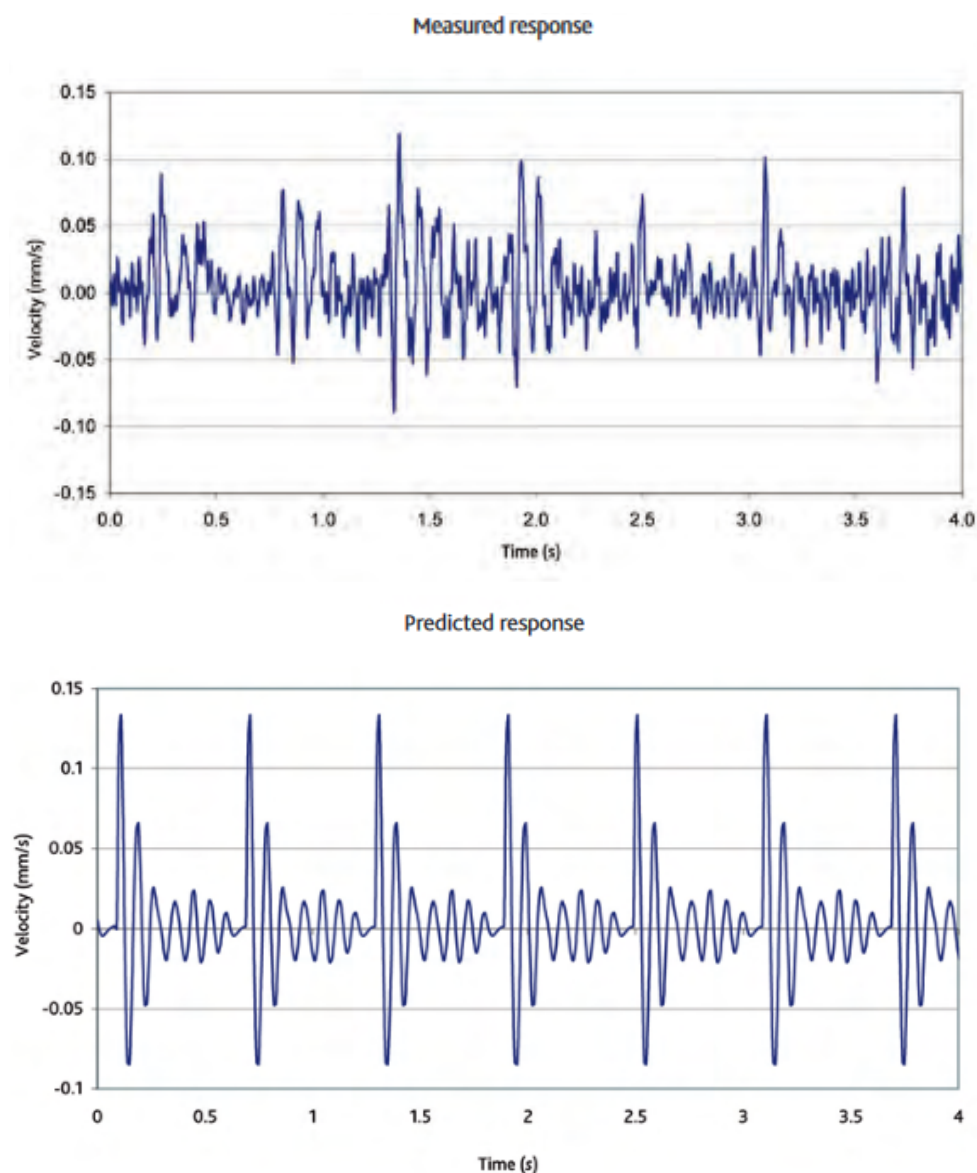 Measured response
0.15
0.10
0.05
0.00
-0.05
-0.10
-0.15
Velocity (mm/s)
0.0 0.5 1.0 1.5 2.0 2.5 3.0 3.5 4.0
Time (s)
Predicted response
0.15
0.1
0.05
0
-0.05
-0.1
Velocity (mm/s)
0 0.5 1 1.5 2 2.5 3 3.5 4
Time (s)